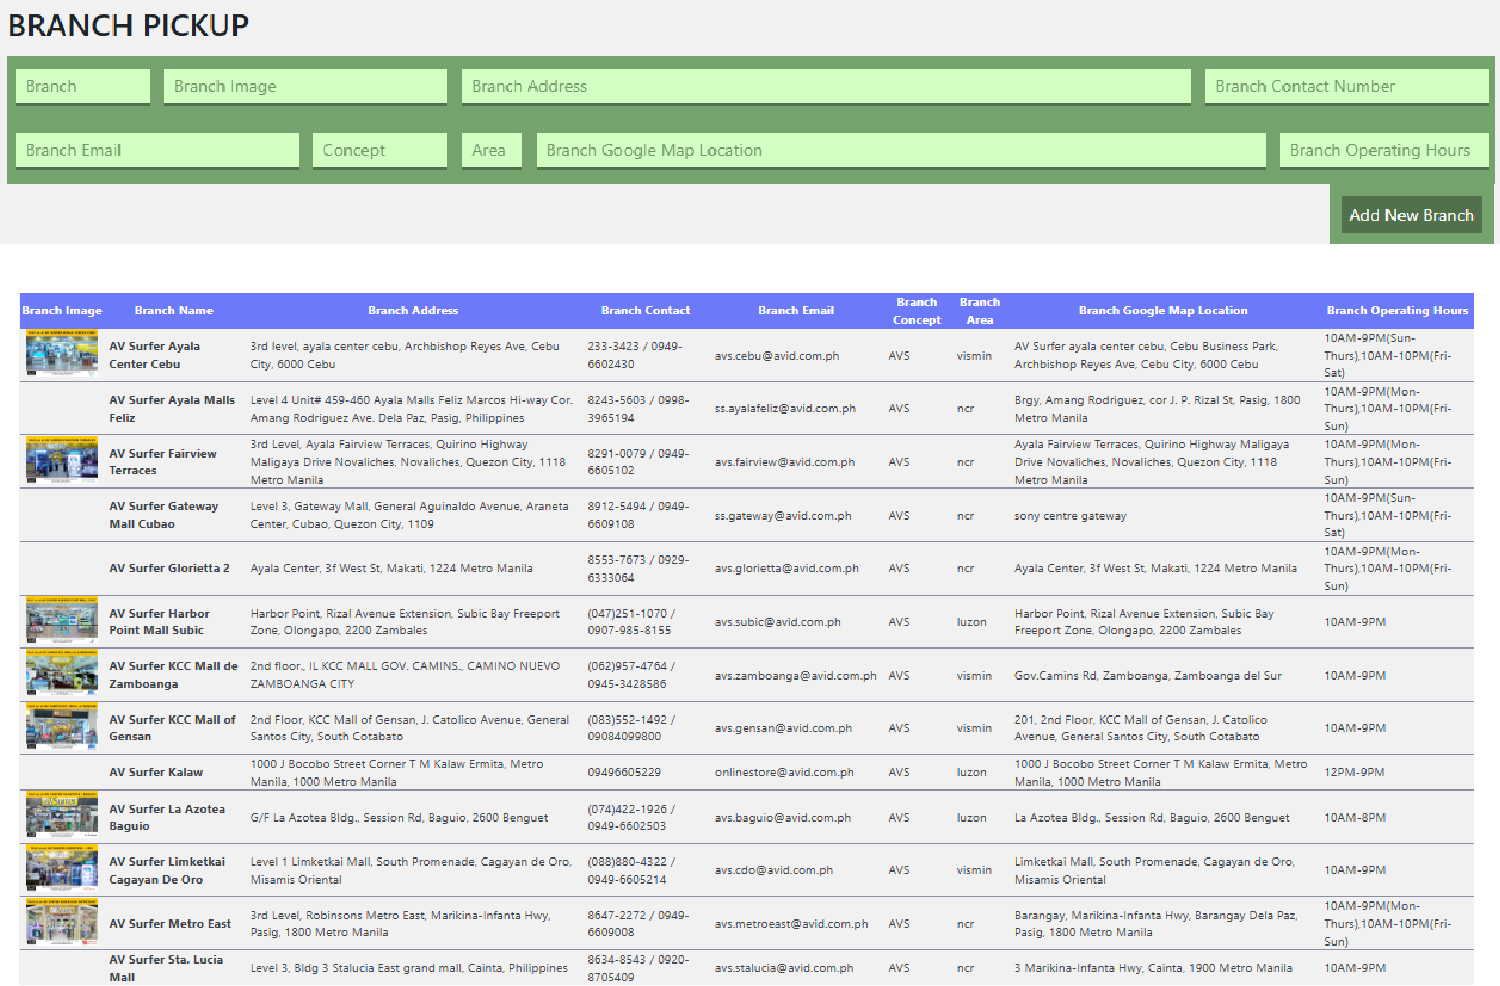 BRANCH PICKUP
Branch
Branch Image
Branch Address
Branch Contact Number
Branch Email
Concept
Area
Branch Google Map Location
Branch Operating Hours
Add New Branch
Branch Image
Branch Name
Branch Address
Branch Contact
Branch Email
Branch
Concept
Branch
Area
Branch Google Map Location
Branch Operating Hours
AV Surfer Ayala
Center Cebu
3rd level, ayala center cebu, Archbishop Reyes Ave, Cebu
City, 6000 Cebu
233-3423 / 0949-
6602430
avs.cebu@avid.com.ph
AVS
vismin
AV Surfer ayala center cebu, Cebu Business Park,
Archbishop Reyes Ave, Cebu City, 6000 Cebu
10AM-9PM(Sun-
Thurs),10AM-10PM(Fri-
Sat)
AV Surfer Ayala Malls
Feliz
Level 4 Unit# 459-460 Ayala Malls Feliz Marcos Hi-way Cor.
Amang Rodriguez Ave. Dela Paz, Pasig, Philippines
8243-5603 / 0998-
3965194
ss.ayalafeliz@avid.com.ph
AVS
ncr
Brgy, Amang Rodriguez, cor J. P. Rizal St, Pasig, 1800
Metro Manila
10AM-9PM(Mon-
Thurs),10AM-10PM(Fri-
Sun)
AV Surfer Fairview
Terraces
3rd Level, Ayala Fairview Terraces, Quirino Highway
Maligaya Drive Novaliches, Novaliches, Quezon City, 1118
Metro Manila
8291-0079 / 0949-
6605102
avs.fairview@avid.com.ph
AVS
ncr
Ayala Fairview Terraces, Quirino Highway Maligaya
Drive Novaliches, Novaliches, Quezon City, 1118
Metro Manila
10AM-9PM(Mon-
Thurs),10AM-10PM(Fri-
Sun)
AV Surfer Gateway
Mall Cubao
Level 3, Gateway Mall, General Aguinaldo Avenue, Araneta
Center, Cubao, Quezon City, 1109
8912-5494 / 0949-
6609108
ss.gateway@avid.com.ph
AVS
ncr
sony centre gateway
10AM-9PM(Sun-
Thurs),10AM-10PM(Fri-
Sat)
AV Surfer Glorietta 2
Ayala Center, 3f West St, Makati, 1224 Metro Manila
8553-7673 / 0929-
6333064
avs.glorietta@avid.com.ph
AVS
ncr
Ayala Center, 3f West St, Makati, 1224 Metro Manila
10AM-9PM(Mon-
Thurs),10AM-10PM(Fri-
Sun)
AV Surfer Harbor
Point Mall Subic
Harbor Point, Rizal Avenue Extension, Subic Bay Freeport
Zone, Olongapo, 2200 Zambales
(047)251-1070 /
0907-985-8155
avs.subic@avid.com.ph
AVS
luzon
Harbor Point, Rizal Avenue Extension, Subic Bay
Freeport Zone, Olongapo, 2200 Zambales
10AM-9PM
AV Surfer KCC Mall de
Zamboanga
2nd floor., IL KCC MALL GOV. CAMINS., CAMINO NUEVO
ZAMBOANGA CITY
(062)957-4764 /
0945-3428586
avs.zamboanga@avid.com.ph
AVS
vismin
Gov.Camins Rd, Zamboanga, Zamboanga del Sur
10AM-9PM
AV Surfer KCC Mall of
Gensan
2nd Floor, KCC Mall of Gensan, J. Catolico Avenue, General
Santos City, South Cotabato
(083)552-1492 /
09084099800
avs.gensan@avid.com.ph
AVS
vismin
201, 2nd Floor, KCC Mall of Gensan, J. Catolico
Avenue, General Santos City, South Cotabato
10AM-9PM
AV Surfer Kalaw
1000 J Bocobo Street Corner T M Kalaw Ermita, Metro
Manila, 1000 Metro Manila
09496605229
onlinestore@avid.com.ph
AVS
luzon
1000 J Bocobo Street Corner T M Kalaw Ermita, Metro
Manila, 1000 Metro Manila
12PM-9PM
AV Surfer La Azotea
Baguio
G/F La Azotea Bldg., Session Rd, Baguio, 2600 Benguet
(074)422-1926 /
0949-6602503
avs.baguio@avid.com.ph
AVS
luzon
La Azotea Bldg., Session Rd, Baguio, 2600 Benguet
10AM-8PM
AV Surfer Limketkai
Cagayan De Oro
Level 1 Limketkai Mall, South Promenade, Cagayan de Oro,
Misamis Oriental
(088)880-4322 /
0949-6605214
avs.cdo@avid.com.ph
AVS
vismin
Limketkai Mall, South Promenade, Cagayan de Oro,
Misamis Oriental
10AM-9PM
AV Surfer Metro East
3rd Level, Robinsons Metro East, Marikina-Infanta Hwy,
Pasig, 1800 Metro Manila
8647-2272 / 0949-
6609008
avs.metroeast@avid.com.ph
AVS
ncr
Barangay, Marikina-Infanta Hwy, Barangay Dela Paz,
Pasig, 1800 Metro Manila
10AM-9PM(Mon-
Thurs),10AM-10PM(Fri-
Sun)
AV Surfer Sta. Lucia
Mall
Level 3, Bldg 3 Stalucia East grand mall, Cainta, Philippines
8634-8543 / 0920-
8705409
avs.stalucia@avid.com.ph
AVS
ncr
3 Marikina-Infanta Hwy, Cainta, 1900 Metro Manila
10AM-9PM